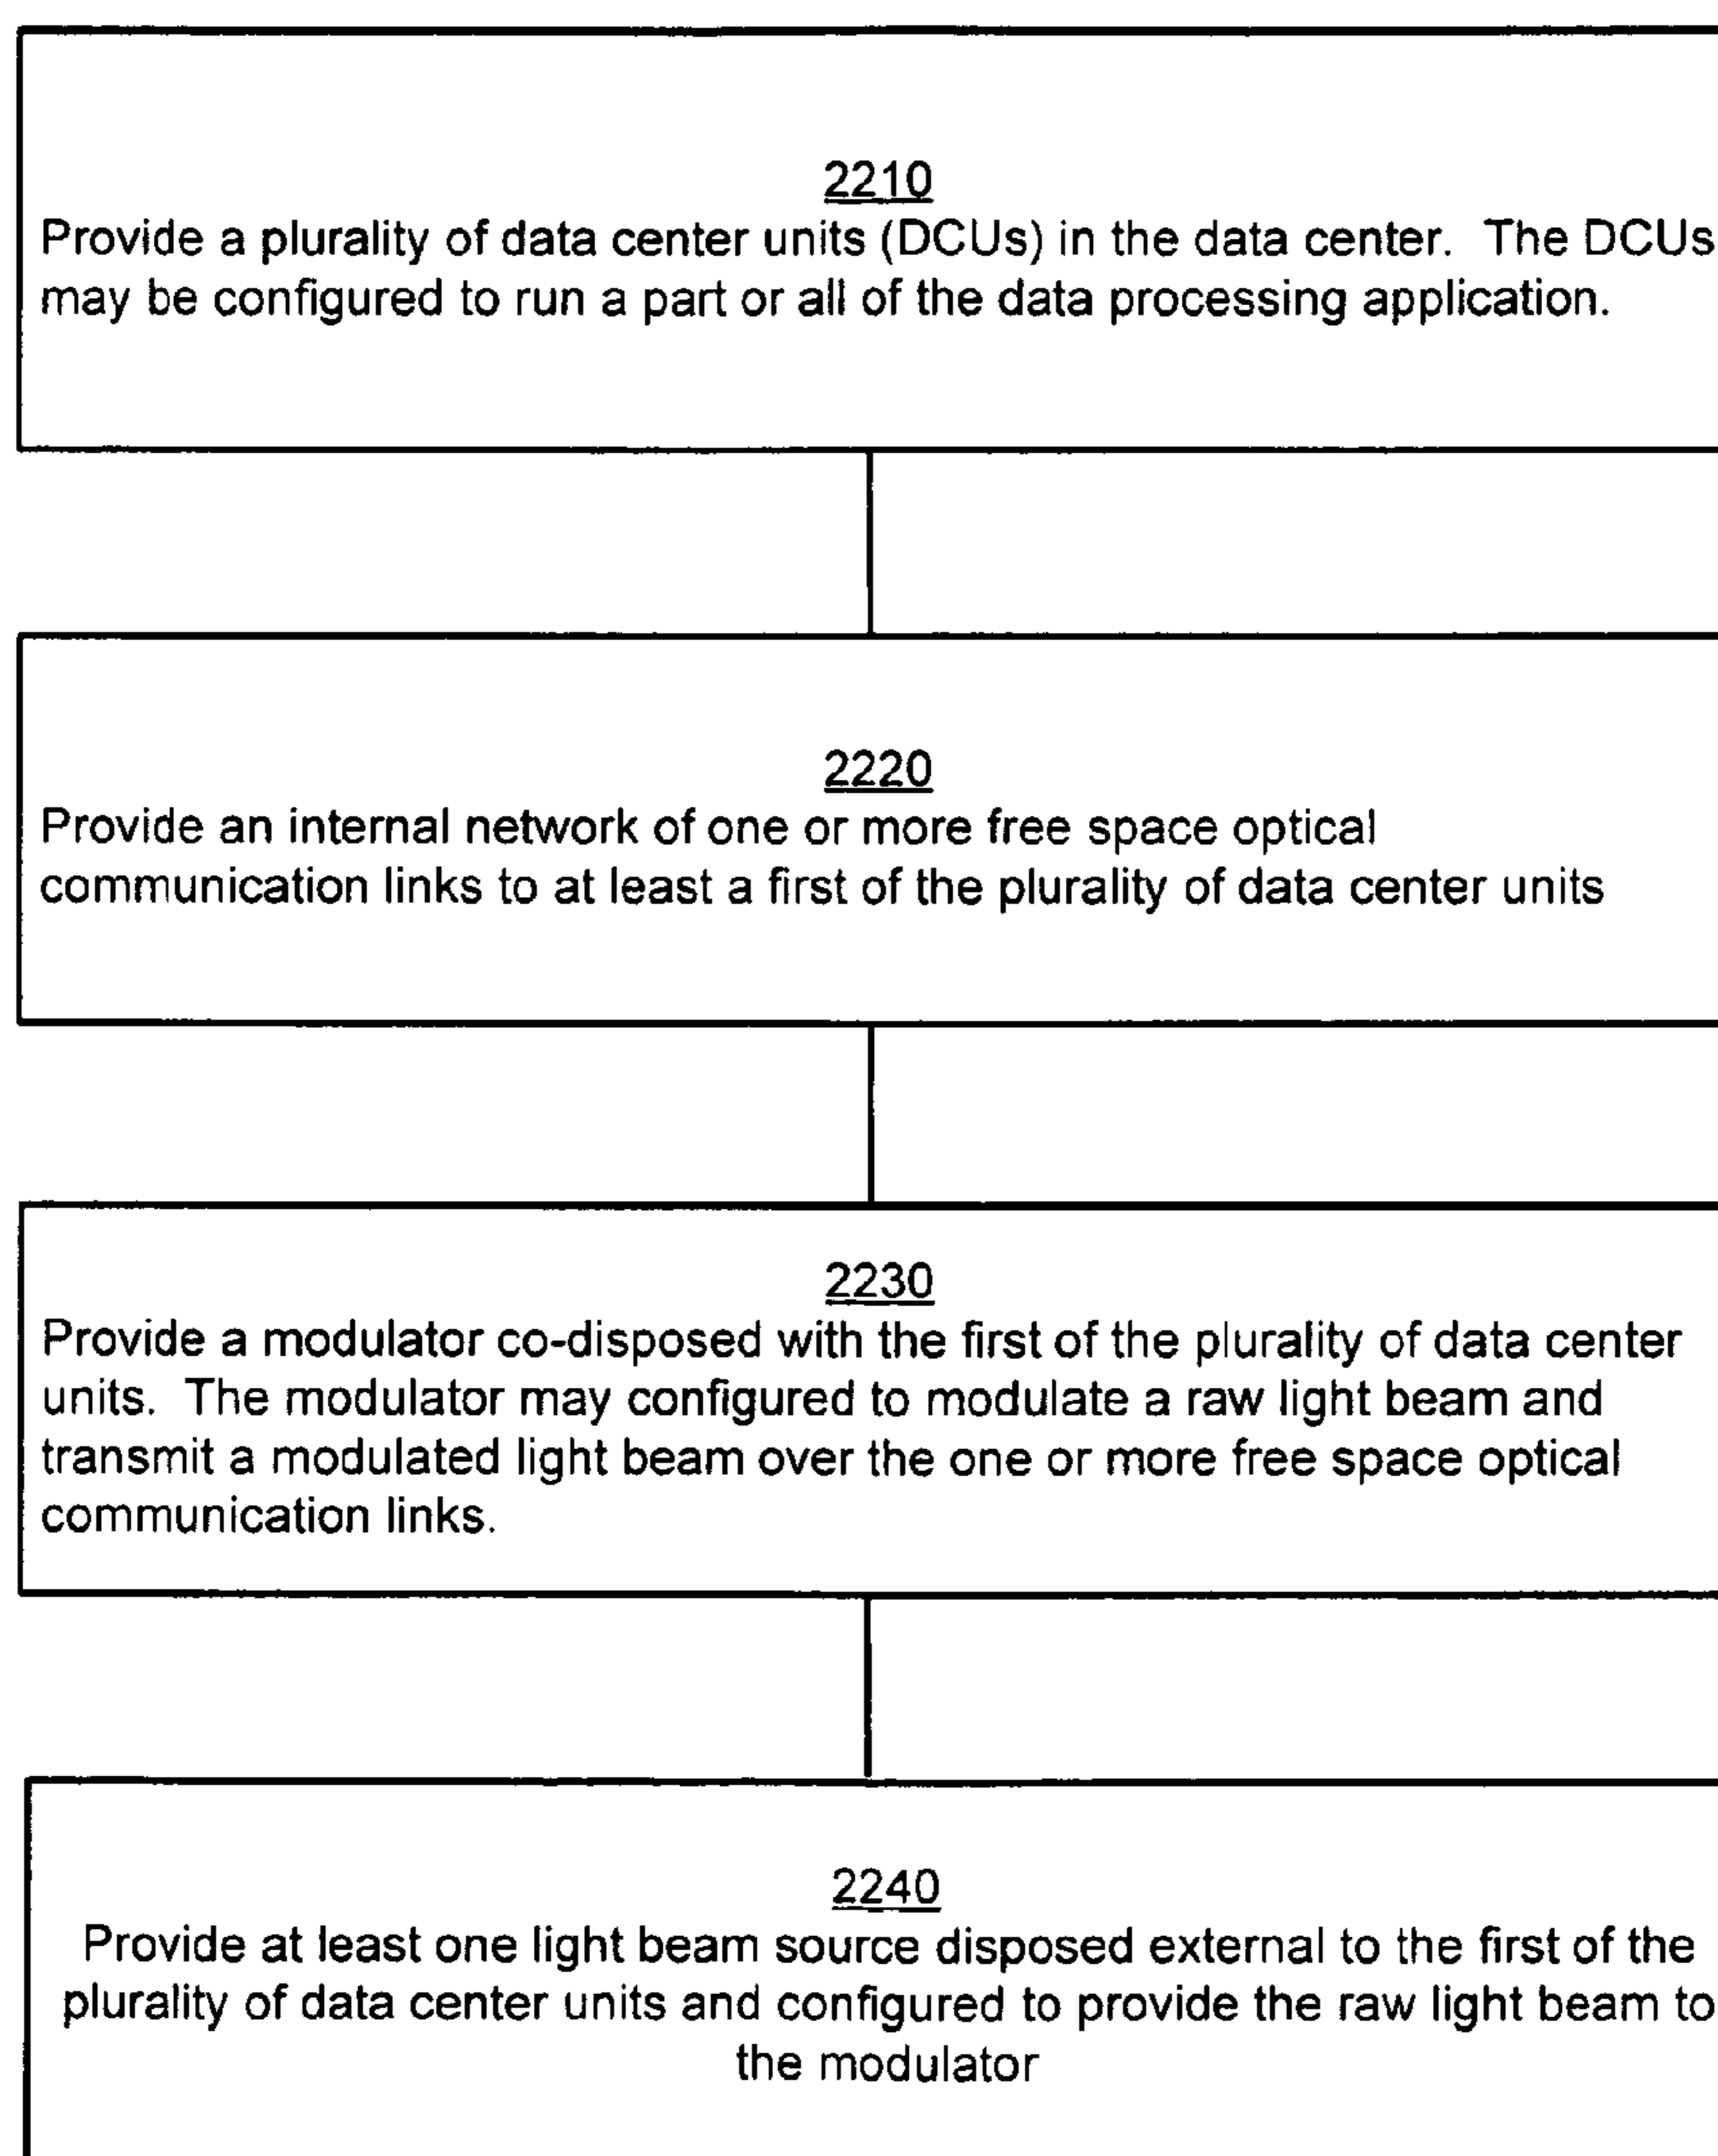 2210
Provide a plurality of data center units (DCUs) in the data center. The DCUs
may be configured to run a part or all of the data processing application.
2220
Provide an internal network of one or more free space optical
communication links to at least a first of the plurality of data center units
2230
Provide a modulator co-disposed with the first of the plurality of data center
units. The modulator may configured to modulate a raw light beam and
transmit a modulated light beam over the one or more free space optical
communication links.
2240
Provide at least one light beam source disposed external to the first of the
plurality of data center units and configured to provide the raw light beam to
the modulator